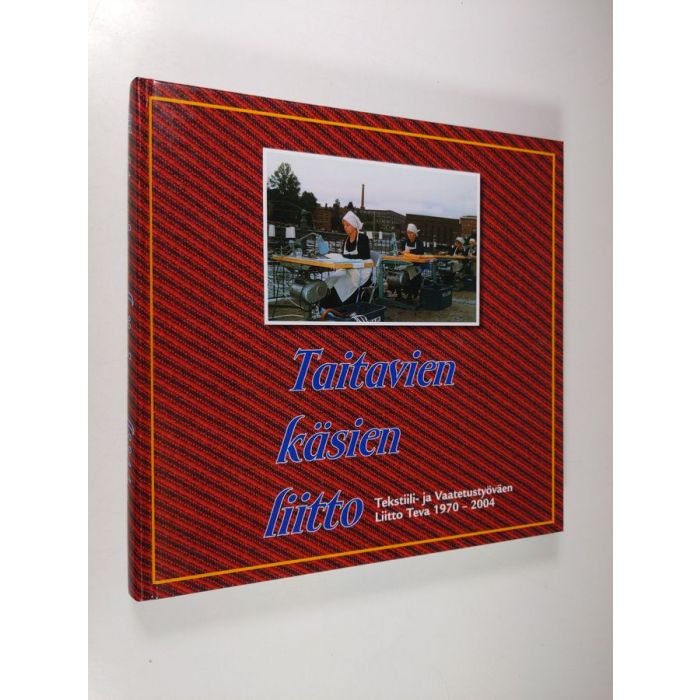 Taitavien
käsien
liitto
Tekstiili- ja Vaatetustyöväen
Liitto Teva 1970 – 2004